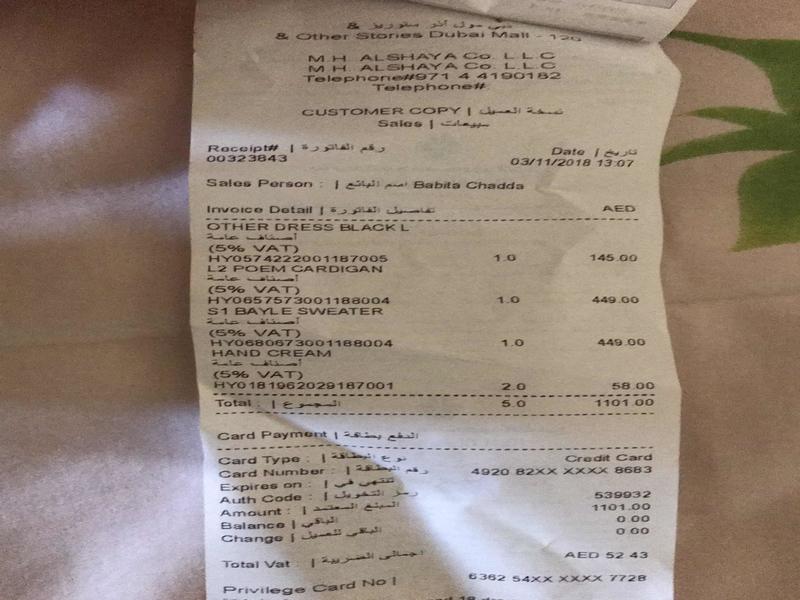 دبي مول أند ستوريز &
& Other Stories Dubai Mall - 126
M.H. ALSHAYA Co. L.L.C
M.H. ALSHAYA Co. L.L.C
Telephone#971 4 4190182
Telephone#
CUSTOMER COPY | نسخة العميل
Sales | مبيعات
Receipt# | رقم الفاتورة Date | تاريخ
00323843 03/11/2018 13:07
Sales Person : | اسم البائع Babita Chadda
Invoice Detail | تفاصيل الفاتورة AED
OTHER DRESS BLACK L
أصناف عامة
(5% VAT)
HY0574222001187005 1.0 145.00
L2 POEM CARDIGAN
أصناف عامة
(5% VAT)
HY0657573001188004 1.0 449.00
S1 BAYLE SWEATER
أصناف عامة
(5% VAT)
HY0680673001188004 1.0 449.00
HAND CREAM
أصناف عامة
(5% VAT)
HY0181962029187001 2.0 58.00
Total : | المجموع 5.0 1101.00
Card Payment | الدفع بطاقة
Card Type : | نوع البطاقة Credit Card
Card Number : | رقم البطاقة 4920 82XX XXXX 8683
Expires on : | تنتهي في
Auth Code : | رمز التخويل 539932
Amount : | المبلغ المعتمد 1101.00
Balance | الباقي 0.00
Change | الباقي للعميل 0.00
Total Vat : | اجمالي الضريبة AED 52.43
Privilege Card No | 6362 54XX XXXX 7728